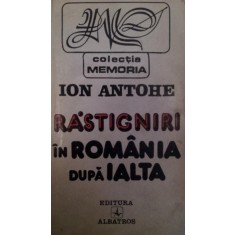 colecția
MEMORIA
ION ANTOHE
RĂSTIGNIRI
ÎN ROMÂNIA
DUPĂ IALTA
EDITURA
ALBATROS